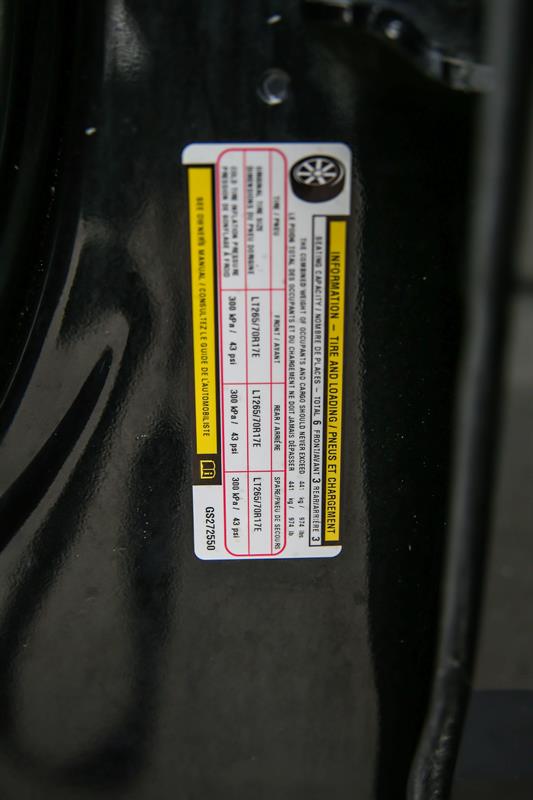 INFORMATION – TIRE AND LOADING / PNEUS ET CHARGEMENT
SEATING CAPACITY / NOMBRE DE PLACES – TOTAL 6 FRONT/AVANT 3 REAR/ARRIÈRE 3
THE COMBINED WEIGHT OF OCCUPANTS AND CARGO SHOULD NEVER EXCEED 441 kg / 974 lbs
LE POIDS TOTAL DES OCCUPANTS ET DU CHARGEMENT NE DOIT JAMAIS DÉPASSER 441 kg / 974 lb
TIRE / PNEU FRONT / AVANT REAR / ARRIÈRE SPARE/PNEU DE SECOURS
ORIGINAL TIRE SIZE
DIMENSIONS DU PNEU D'ORIGINE LT265/70R17E LT265/70R17E LT265/70R17E
COLD TIRE INFLATION PRESSURE
PRESSION DE GONFLAGE À FROID 300 kPa / 43 psi 300 kPa / 43 psi 300 kPa / 43 psi
SEE OWNERS MANUAL / CONSULTEZ LE GUIDE DE L'AUTOMOBILISTE
GS272550